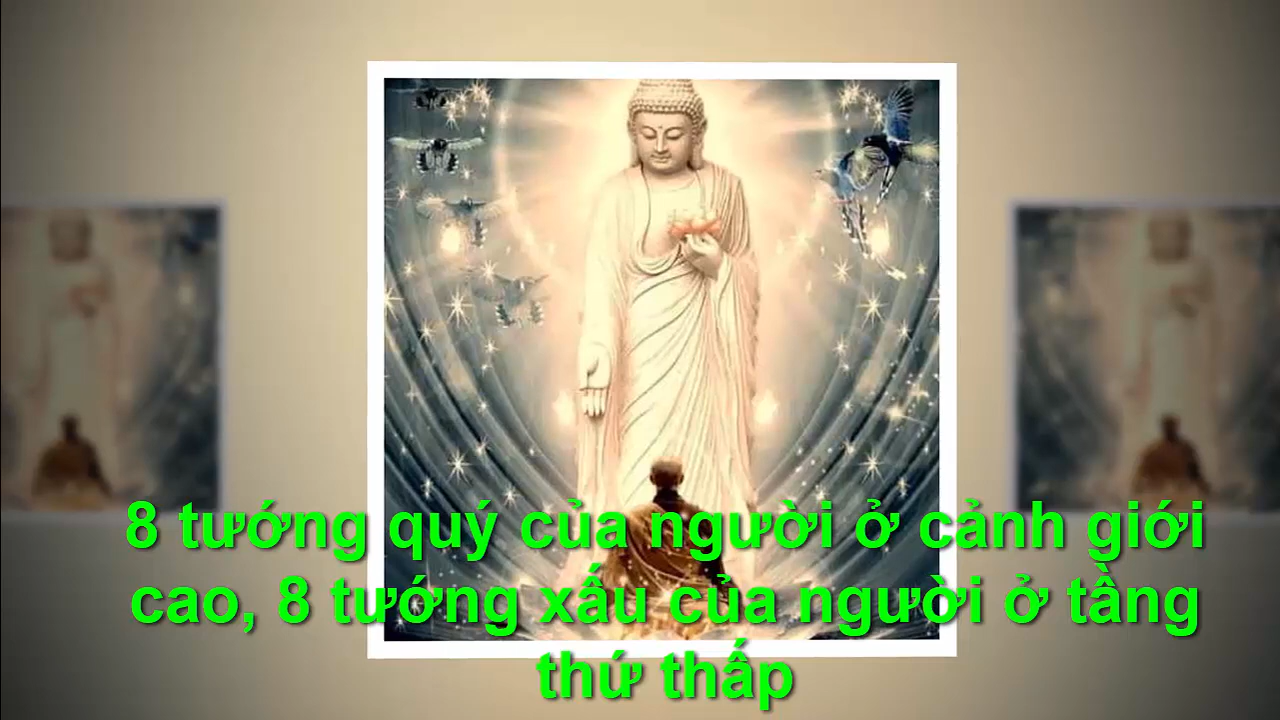 8 tướng quý của người ở cảnh giới
cao, 8 tướng xấu của người ở tầng
thứ thấp